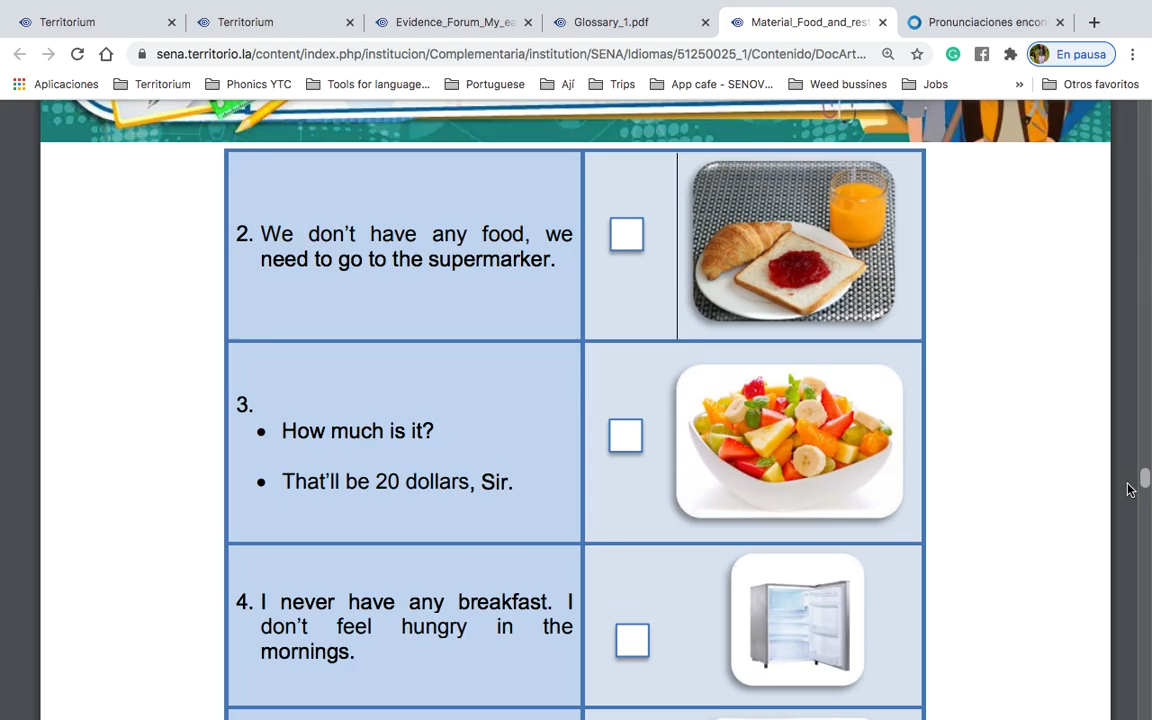 Territorium
Territorium
Evidence_Forum_My_ea
Glossary_1.pdf
Material_Food_and_rest
Pronunciaciones encon
sena.territorio.la/content/index.php/institucion/Complementaria/institution/SENA/Idiomas/51250025_1/Contenido/DocArt...
En pausa
Aplicaciones
Territorium
Phonics YTC
Tools for language...
Portuguese
Ají
Trips
App cafe - SENOV...
Weed bussines
Jobs
»
Otros favoritos
2. We don't have any food, we
need to go to the supermarker.
3.
• How much is it?
• That'll be 20 dollars, Sir.
4. I never have any breakfast. I
don't feel hungry in the
mornings.